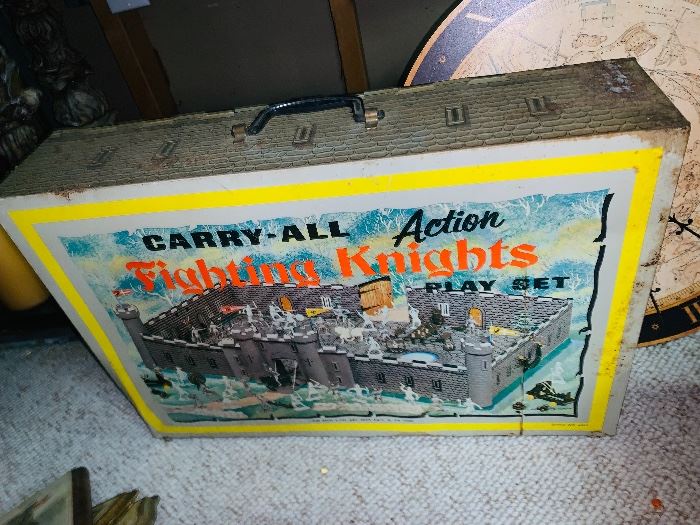 CARRY-ALL Action
Fighting Knights
PLAY SET